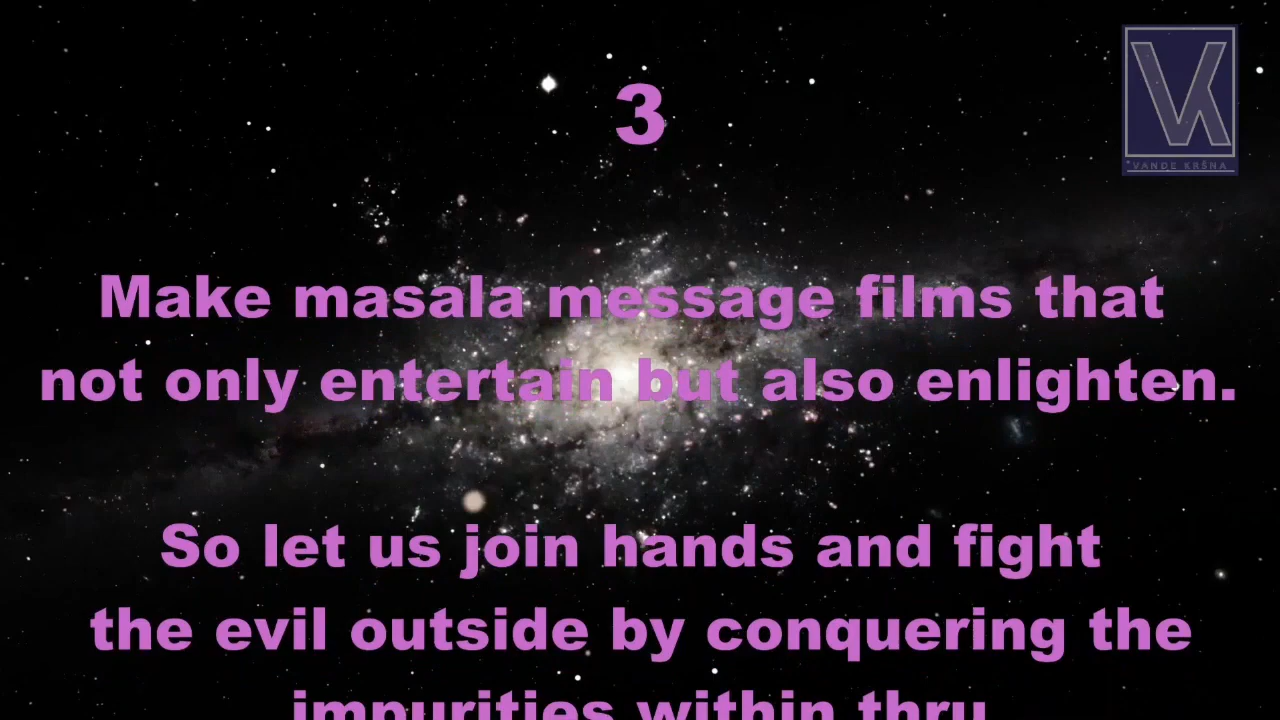 3
VK
VANDE KRŠNA
Make masala message films that
not only entertain but also enlighten.
So let us join hands and fight
the evil outside by conquering the
impurities within thru